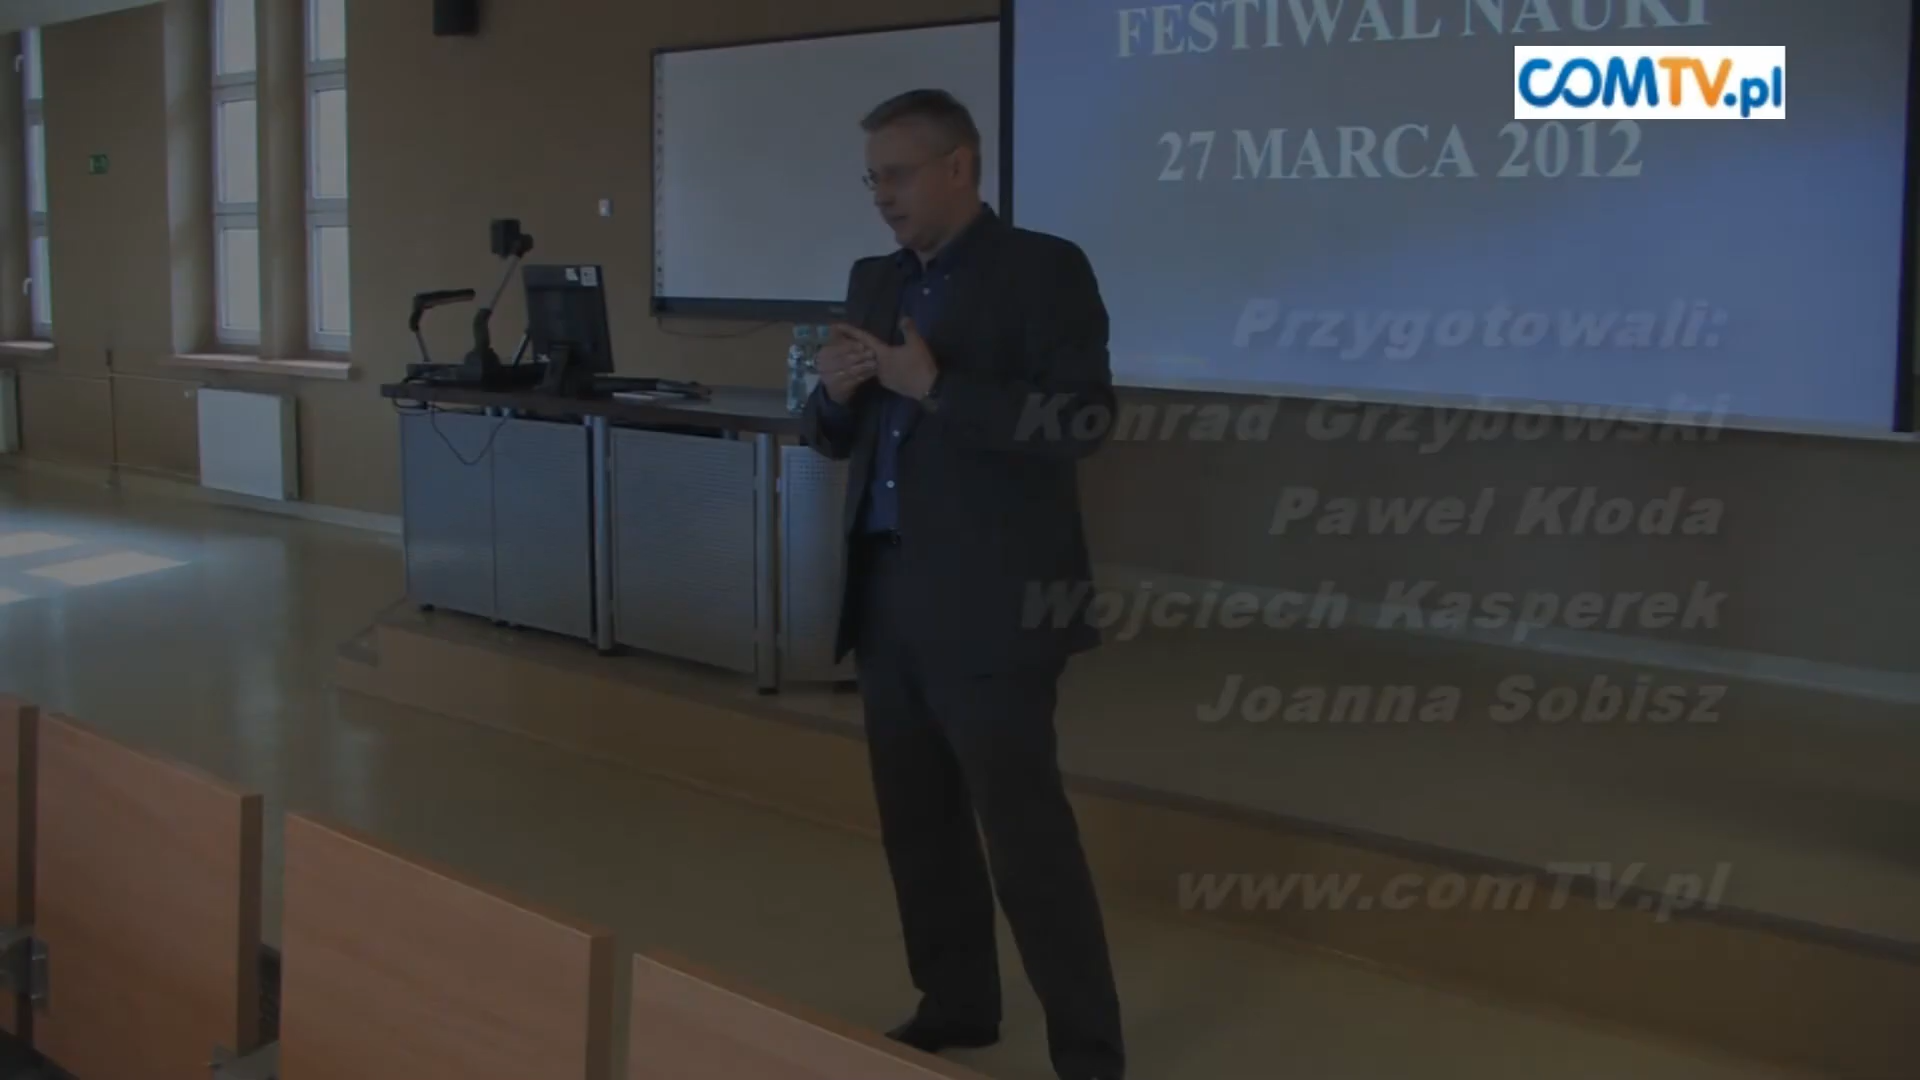 FESTIWAL NAUKI
COMTV.pl
27 MARCA 2012
Przygotowali:
Konrad Grzybowski
Paweł Kłoda
Wojciech Kasperek
Joanna Sobisz
www.comTV.pl